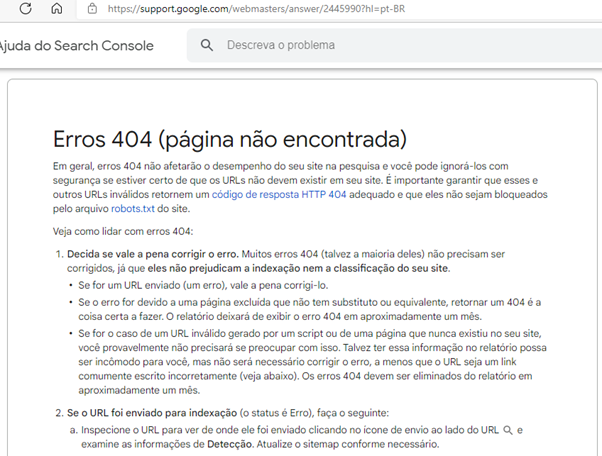 https://support.google.com/webmasters/answer/2445990?hl=pt-BR
Ajuda do Search Console
Descreva o problema
Erros 404 (página não encontrada)
Em geral, erros 404 não afetarão o desempenho do seu site na pesquisa e você pode ignorá-los com
segurança se estiver certo de que os URLs não devem existir em seu site. É importante garantir que esses e
outros URLs inválidos retornem um código de resposta HTTP 404 adequado e que eles não sejam bloqueados
pelo arquivo robots.txt do site.
Veja como lidar com erros 404:
1. Decida se vale a pena corrigir o erro. Muitos erros 404 (talvez a maioria deles) não precisam ser
corrigidos, já que eles não prejudicam a indexação nem a classificação do seu site.
• Se for um URL enviado (um erro), vale a pena corrigi-lo.
• Se o erro for devido a uma página excluída que não tem substituto ou equivalente, retornar um 404 é a
coisa certa a fazer. O relatório deixará de exibir o erro 404 em aproximadamente um mês.
• Se for o caso de um URL inválido gerado por um script ou de uma página que nunca existiu no seu site,
você provavelmente não precisará se preocupar com isso. Talvez ter essa informação no relatório possa
ser incômodo para você, mas não será necessário corrigir o erro, a menos que o URL seja um link
comumente escrito incorretamente (veja abaixo). Os erros 404 devem ser eliminados do relatório em
aproximadamente um mês.
2. Se o URL foi enviado para indexação (o status é Erro), faça o seguinte:
a. Inspecione o URL para ver de onde ele foi enviado clicando no ícone de envio ao lado do URL e
examine as informações de Detecção. Atualize o sitemap conforme necessário.